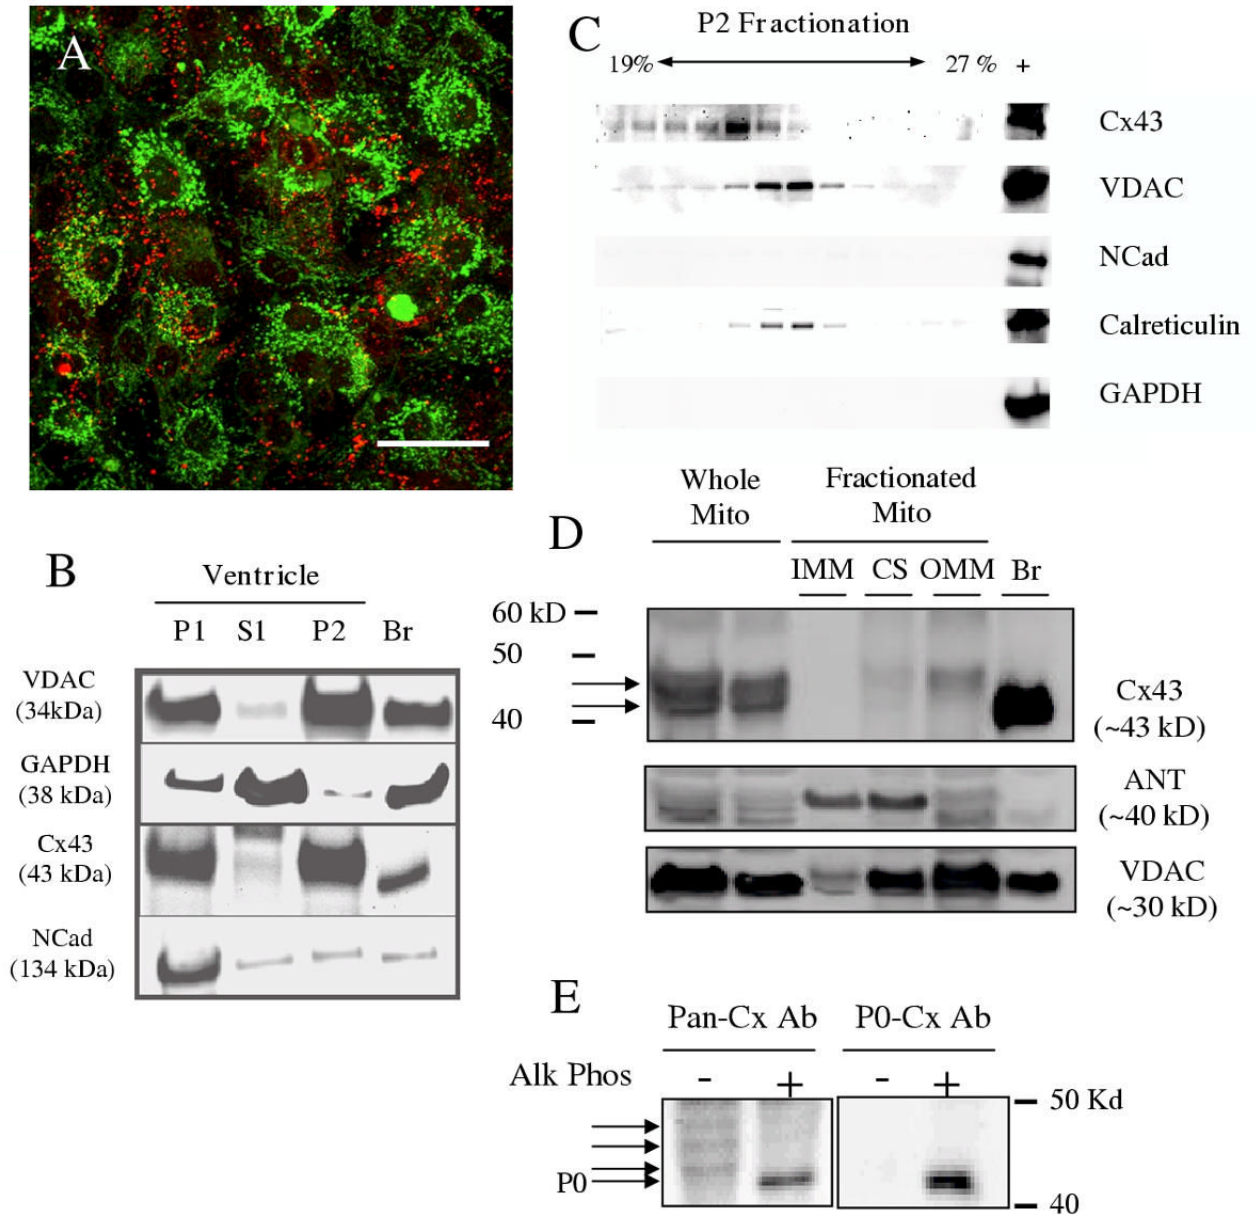 A
C
P2 Fractionation
19%
27 %
+
Cx43
VDAC
NCad
Calreticulin
GAPDH
B
Ventricle
P1 S1 P2 Br
VDAC
(34kDa)
GAPDH
(38 kDa)
Cx43
(43 kDa)
NCad
(134 kDa)
D
Whole
Mito
Fractionated
Mito
IMM CS OMM Br
60 kD
50
40
Cx43
(~43 kD)
ANT
(~40 kD)
VDAC
(~30 kD)
E
Pan-Cx Ab P0-Cx Ab
Alk Phos - + - +
50 Kd
P0
40